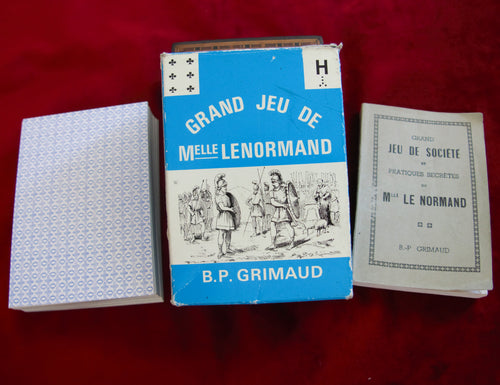 H
GRAND JEU DE
MELLE LENORMAND
B.P. GRIMAUD
GRAND
JEU DE SOCIÉTÉ
ET
PRATIQUES SECRÈTES
DE
MLLE LE NORMAND
B.-P GRIMAUD